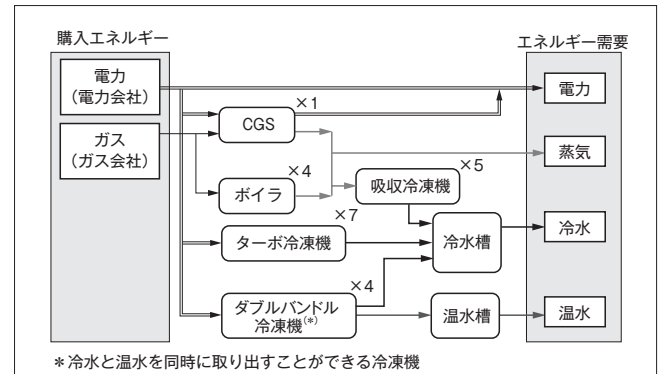 購入エネルギー
エネルギー需要
電力
(電力会社)
電力
×1
CGS
ガス
(ガス会社)
蒸気
×4
×5
ボイラ
吸収冷凍機
×7
ターボ冷凍機
冷水槽
冷水
×4
ダブルバンドル
冷凍機(*)
温水槽
温水
*冷水と温水を同時に取り出すことができる冷凍機